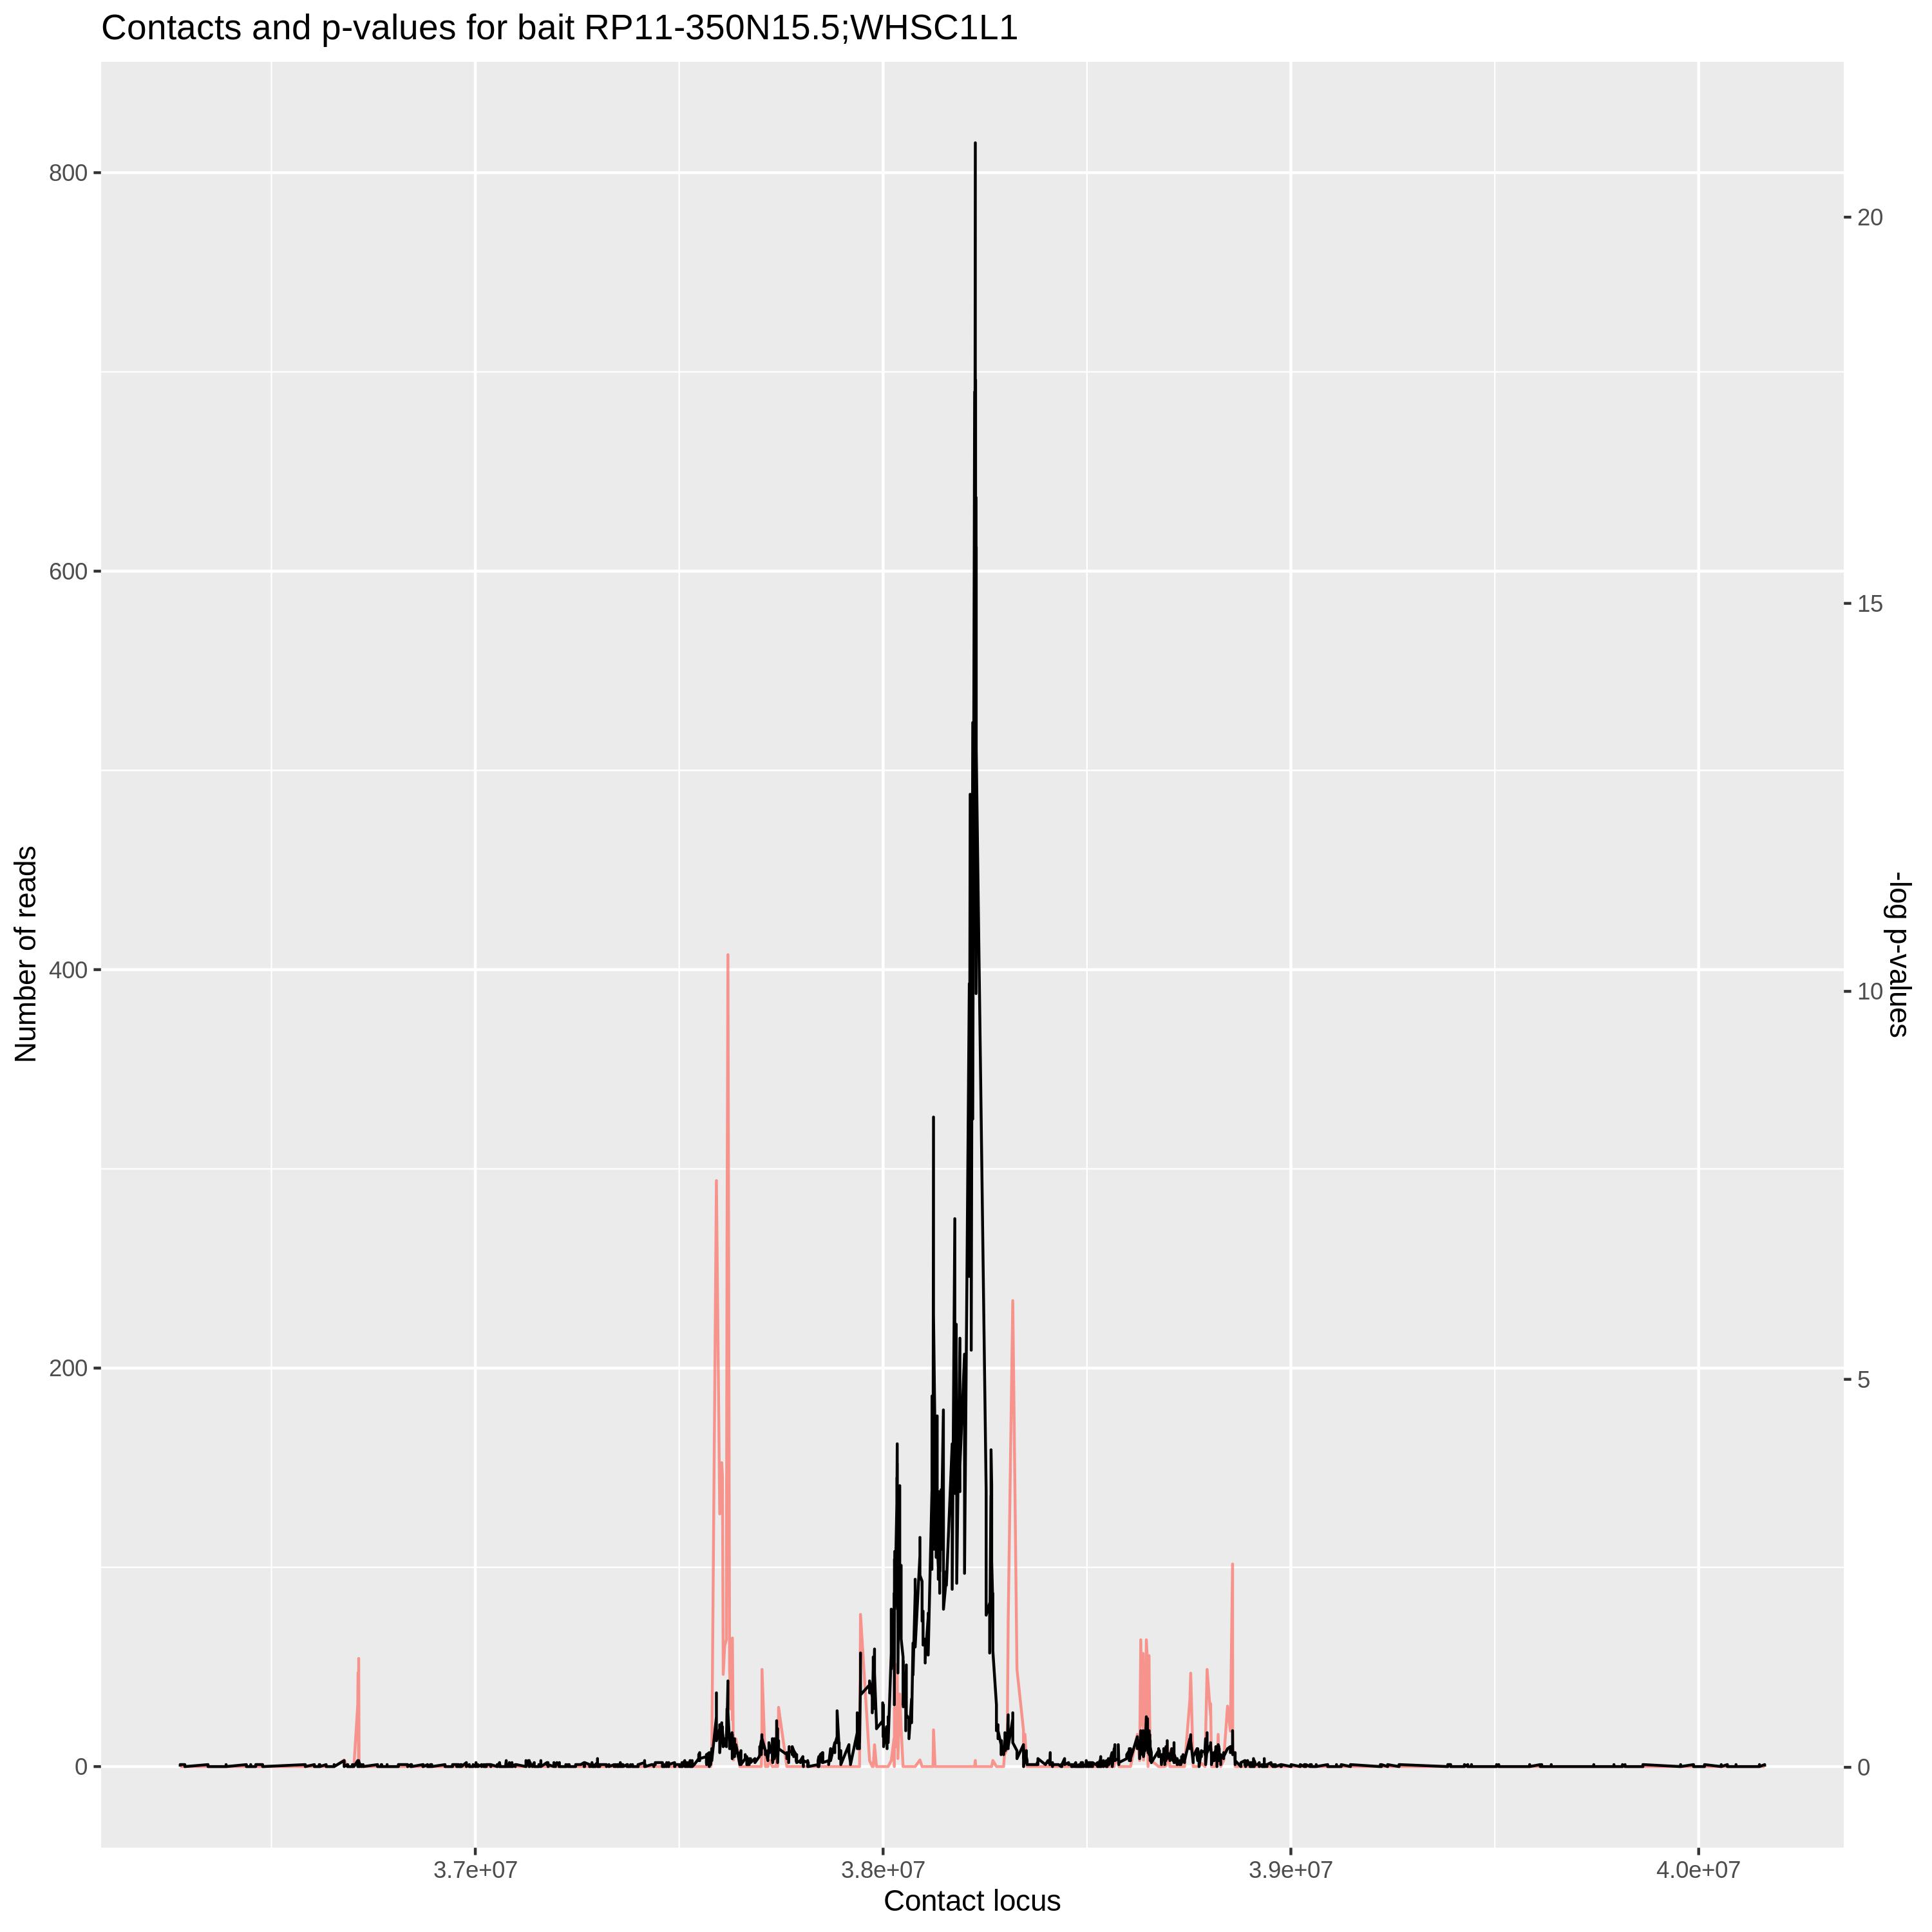 Contacts and p-values for bait RP11-350N15.5;WHSC1L1
800
600
400
200
0
Number of reads
20
15
10
5
0
-log p-values
3.7e+07
3.8e+07
3.9e+07
4.0e+07
Contact locus